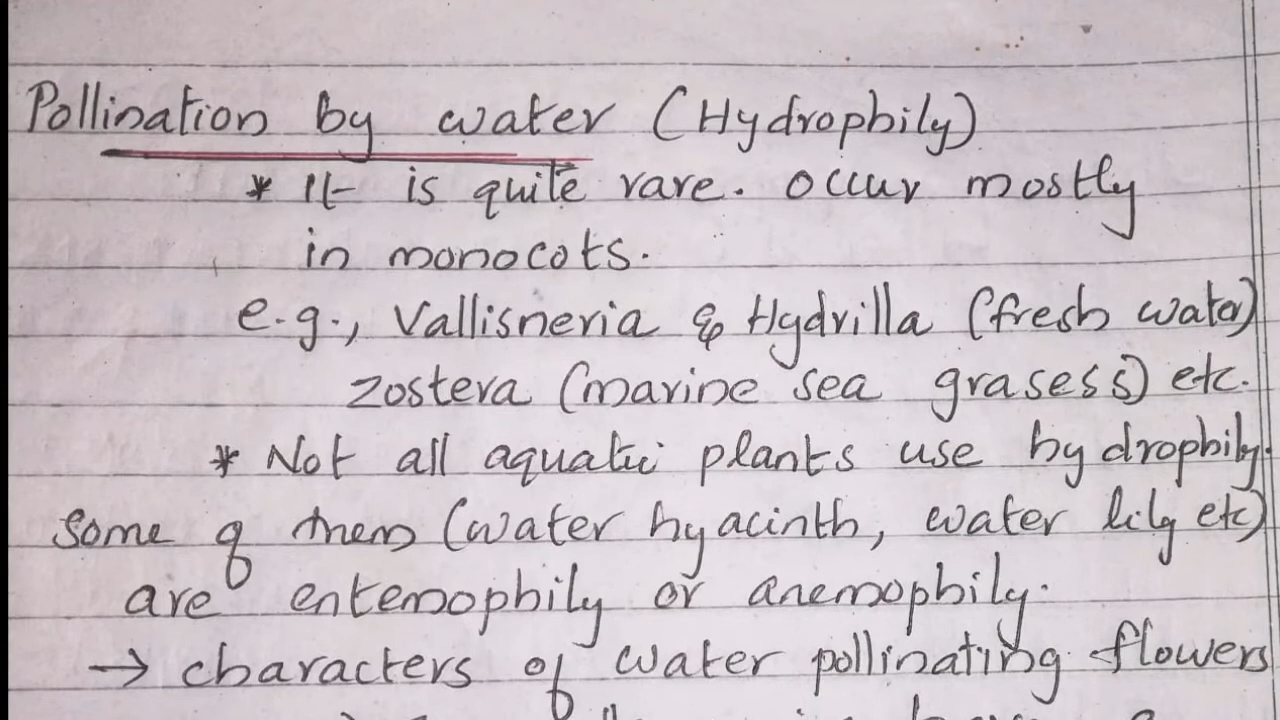 Pollination by water (Hydrophily)
* It is quite rare. occur mostly
in monocots.
e.g., Vallisneria & Hydrilla (fresh water)
Zostera (marine sea grasess) etc.
* Not all aquatic plants use hydrophily.
some of them (water hyacinth, water lily etc)
are entemophily or anemophily.
→ characters of water pollinating flowers